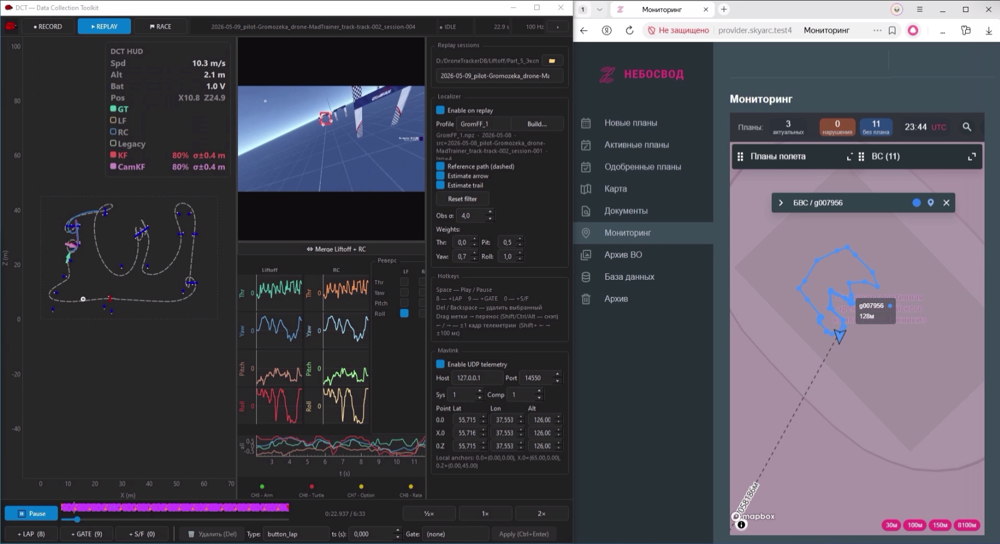 DCT — Data Collection Toolkit
● RECORD
▶ REPLAY
RACE
2026-05-09_pilot-Gromozeka_drone-MadTrainer_track-track-002_session-004
● IDLE
22.9 s
100 Hz
100
80
60
40
20
0
-20
-40
Z (m)
0 10 20 30 40 50 60 70
X (m)
DCT HUD
Spd 10.3 m/s
Alt 2.1 m
Bat 1.0 V
Pos X10.8 Z24.9
GT
LF
RC
Legacy
KF 80% σ±0.4 m
CamKF 80% σ±0.4 m
⇔ Merge Liftoff + RC
Liftoff
RC
Реверс
LF
Thr
Yaw
Pitch
Roll
Thr 0
Thr 0
Yaw 0
Yaw 0
Pitch 0
Pitch 0
Roll 0
Roll 0
all
0.5
-0.5
3 4 5 6 7 8 9 10 11
t (s)
CH5 - Arm
CH6 - Turtle
CH7 - Option
CH8 - Rate
Replay sessions
D:/DroneTrackerDB/Liftoff/Part_5_Эксп
2026-05-09_pilot-Gromozeka_drone-Ma
Localizer
Enable on replay
Profile GromFF_1 Build...
GromFF_1.npz · 2026-05-08 ·
src=2026-05-08_pilot-Gromozeka_drone-
MadTrainer_track-track-002_session-001 ·
lap=4
Reference path (dashed)
Estimate arrow
Estimate trail
Reset filter
Obs σ: 4,0
Weights:
Thr: 0,0 Pit: 0,5
Yaw: 0,7 Roll: 1,0
Hotkeys
Space — Play / Pause
8 — +LAP 9 — +GATE 0 — +S/F
Del / Backspace — удалить выбранный
Drag метки → перенос (Shift/Ctrl/Alt — снэп)
← / → — ±1 кадр телеметрии (Shift+ ← →
±100 мс)
Mavlink
Enable UDP telemetry
Host 127.0.0.1 Port 14550
Sys 1 Comp 1
Point Lat Lon Alt
0.0 55,715 37,553 126,00
X.0 55,716 37,553 126,00
0.Z 55,715 37,553 126,00
Local anchors: 0.0=(0.00,0.00), X.0=(65.00,0.00),
0.Z=(0.00,45.00)
Pause
0:22.937 / 6:33
½×
1×
2×
+ LAP (8)
+ GATE (9)
+ S/F (0)
Удалить (Del)
Type: button_lap
ts (s): 0,000
Gate: (none)
Apply (Ctrl+Enter)
1
Мониторинг
Не защищено
provider.skyarc.test4
Мониторинг
НЕБОСВОД
Новые планы
Активные планы
Одобренные планы
Карта
Документы
Мониторинг
Архив ВО
База данных
Архив
Мониторинг
Планы:
3
актуальных
0
нарушения
11
без плана
23:44 UTC
Планы полета
ВС (11)
БВС / g007956
g007956
128м
mapbox
30м
100м
150м
8100м